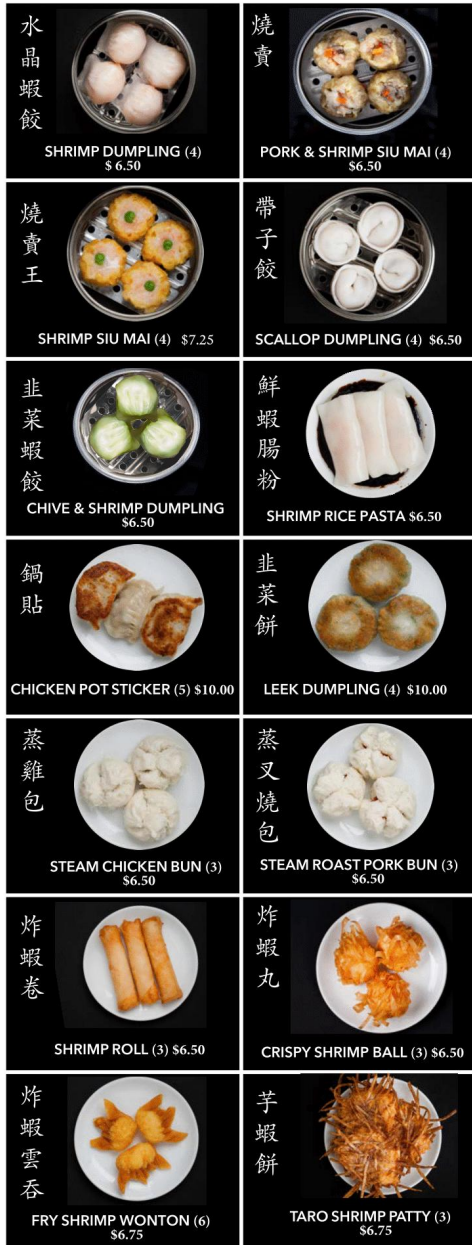 水晶蝦餃
SHRIMP DUMPLING (4)
$ 6.50
燒賣
PORK & SHRIMP SIU MAI (4)
$6.50
燒賣王
SHRIMP SIU MAI (4) $7.25
帶子餃
SCALLOP DUMPLING (4) $6.50
韭菜蝦餃
CHIVE & SHRIMP DUMPLING
$6.50
鮮蝦腸粉
SHRIMP RICE PASTA $6.50
鍋貼
CHICKEN POT STICKER (5) $10.00
韭菜餅
LEEK DUMPLING (4) $10.00
蒸雞包
STEAM CHICKEN BUN (3)
$6.50
蒸叉燒包
STEAM ROAST PORK BUN (3)
$6.50
炸蝦卷
SHRIMP ROLL (3) $6.50
炸蝦丸
CRISPY SHRIMP BALL (3) $6.50
炸蝦雲吞
FRY SHRIMP WONTON (6)
$6.75
芋蝦餅
TARO SHRIMP PATTY (3)
$6.75